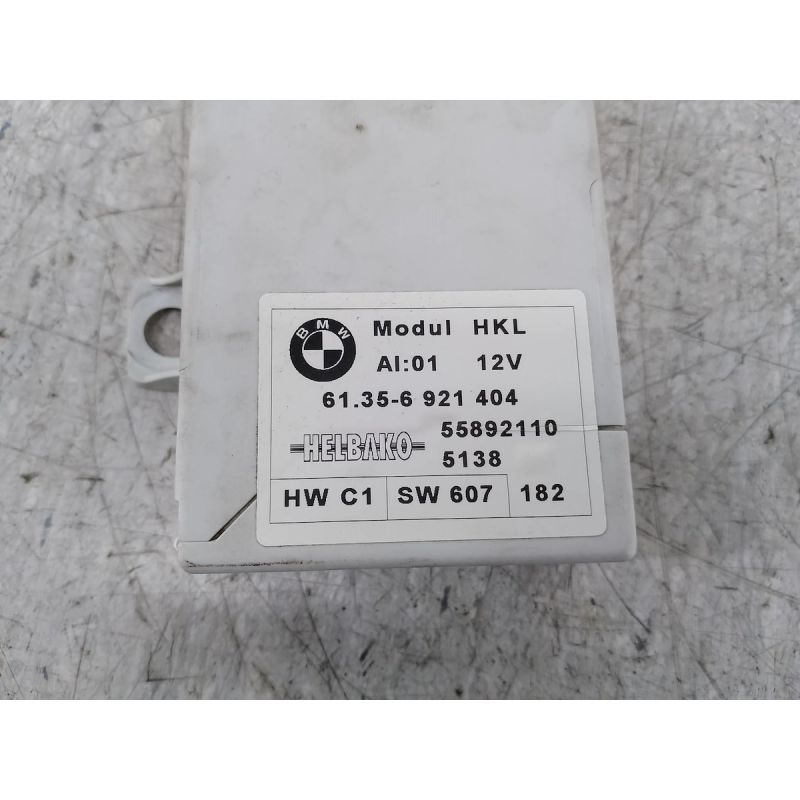 BMW
Modul HKL
AI:01 12V
61.35-6 921 404
HELBAKO 55892110
5138
HW C1 SW 607 182